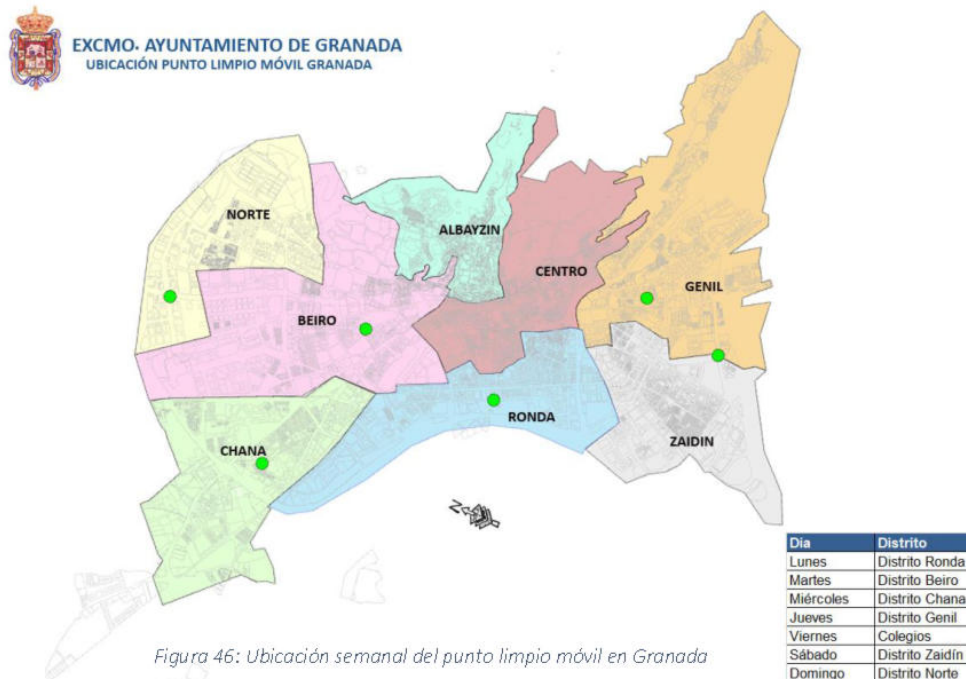 EXCMO. AYUNTAMIENTO DE GRANADA
UBICACIÓN PUNTO LIMPIO MÓVIL GRANADA
NORTE
ALBAYZIN
CENTRO
GENIL
BEIRO
RONDA
ZAIDIN
CHANA
N
Dia Distrito
Lunes Distrito Ronda
Martes Distrito Beiro
Miércoles Distrito Chana
Jueves Distrito Genil
Viernes Colegios
Sábado Distrito Zaidín
Domingo Distrito Norte
Figura 46: Ubicación semanal del punto limpio móvil en Granada